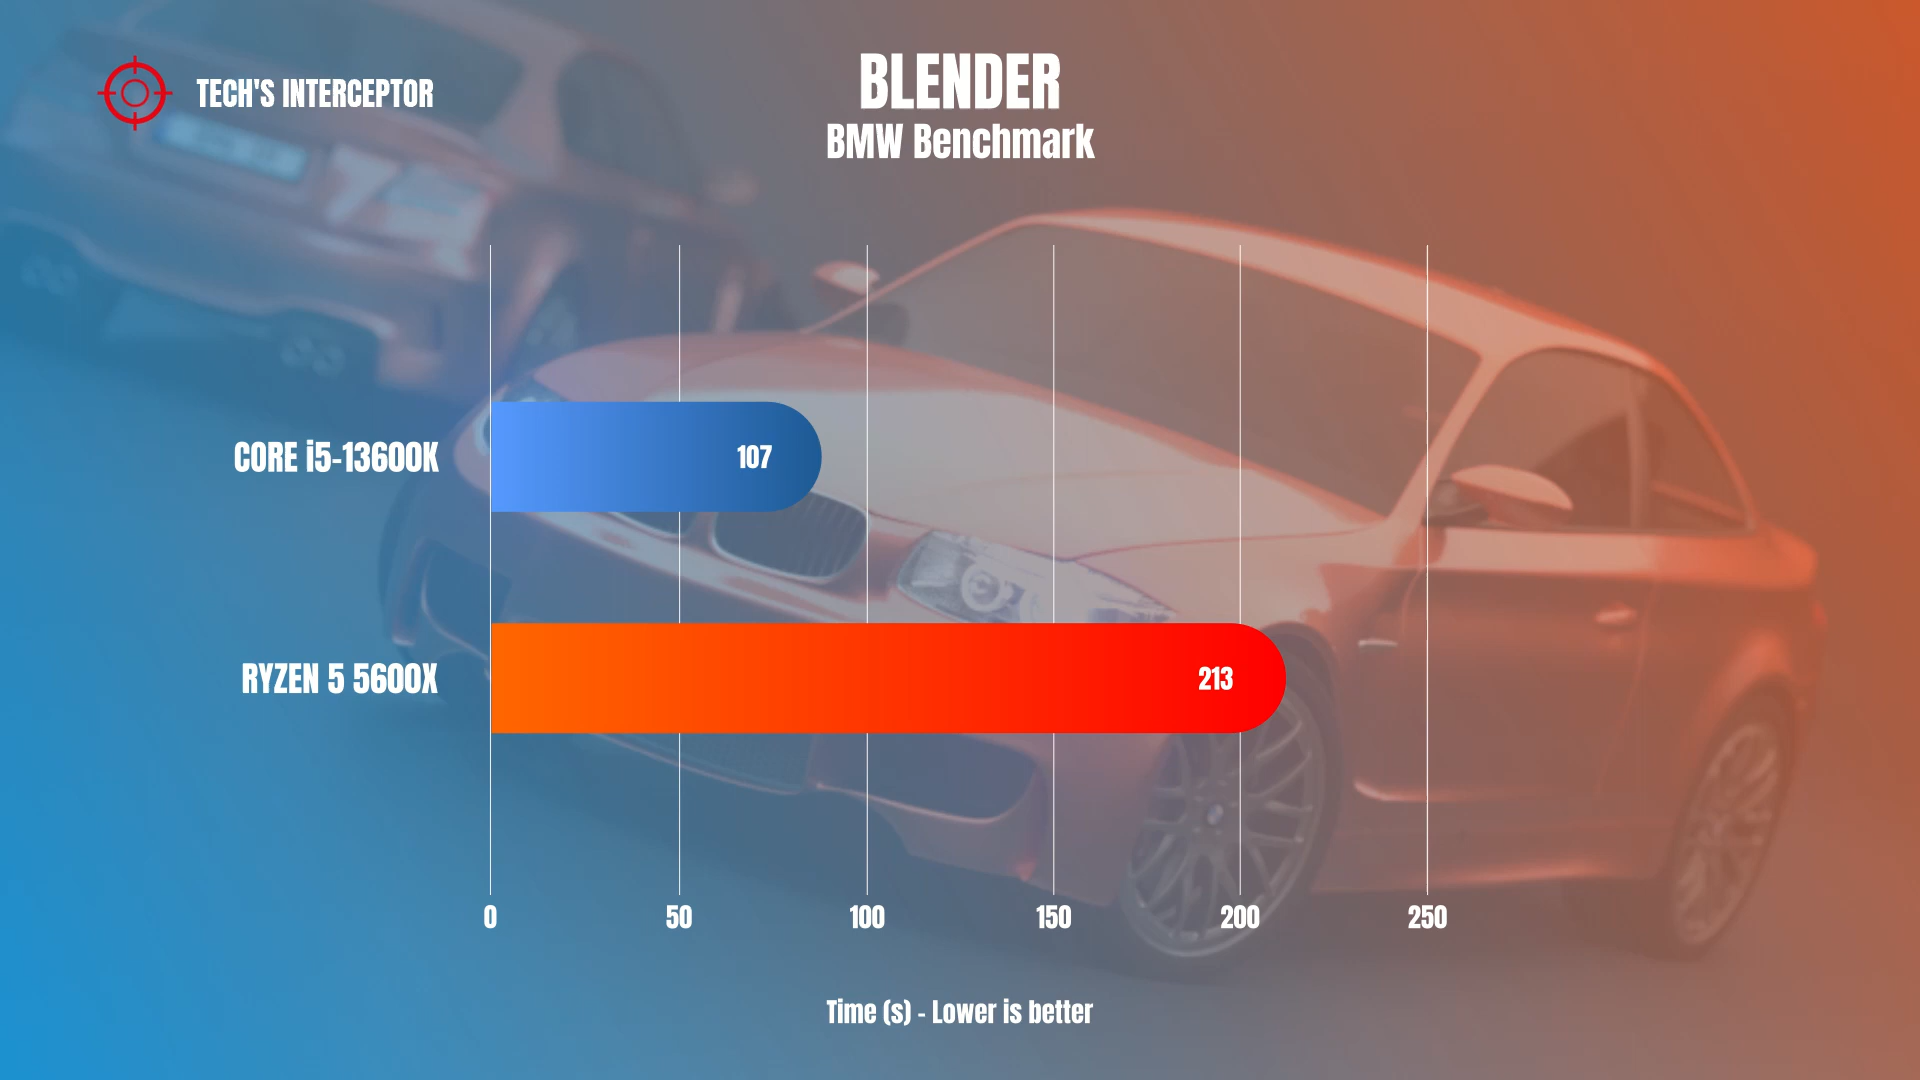 TECH'S INTERCEPTOR
BLENDER
BMW Benchmark
CORE i5-13600K
107
RYZEN 5 5600X
213
0 50 100 150 200 250
Time (s) - Lower is better